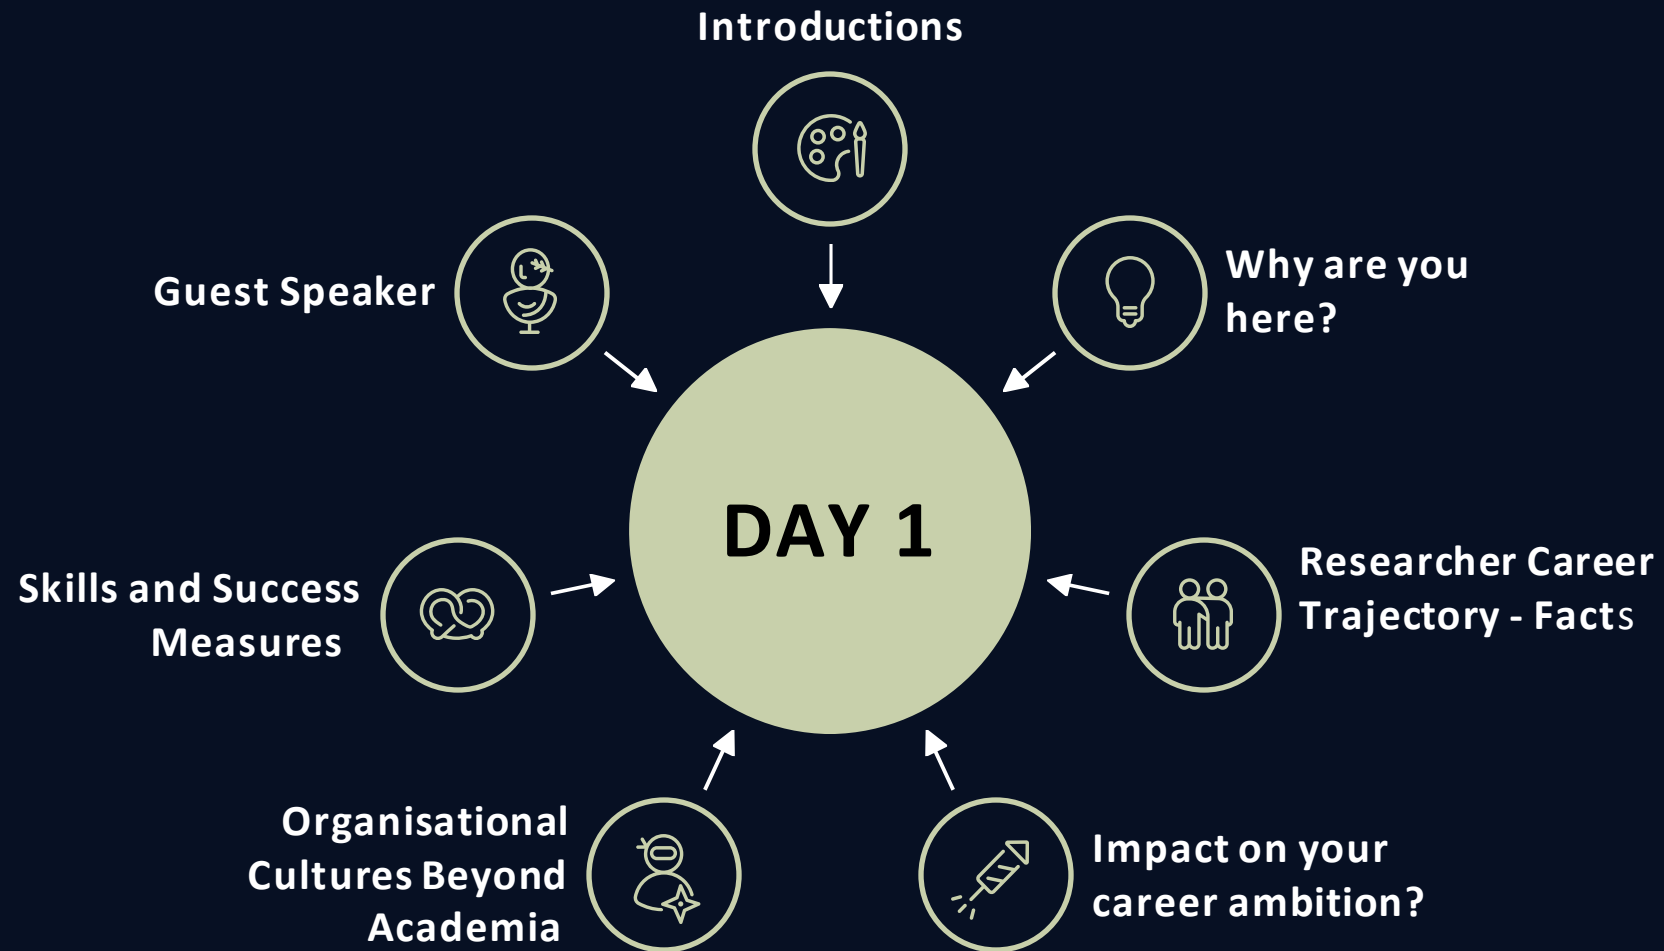 Introductions
Why are you
here?
Researcher Career
Trajectory - Facts
Impact on your
career ambition?
Organisational
Cultures Beyond
Academia
Skills and Success
Measures
Guest Speaker
DAY 1